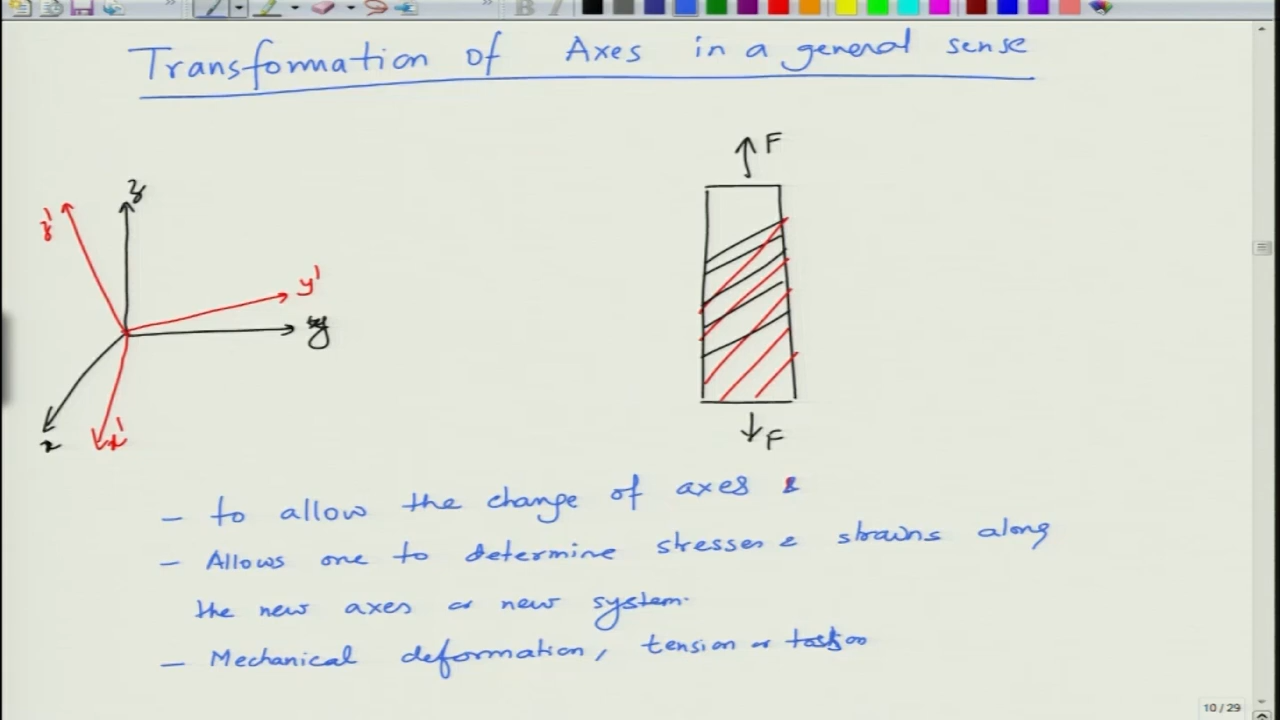 Transformation of Axes in a general sense
F
z
z'
y'
y
x
x'
F
- to allow the change of axes &
- Allows one to determine stresses & strains along
the new axes or new system.
- Mechanical deformation, tension or
10 / 29